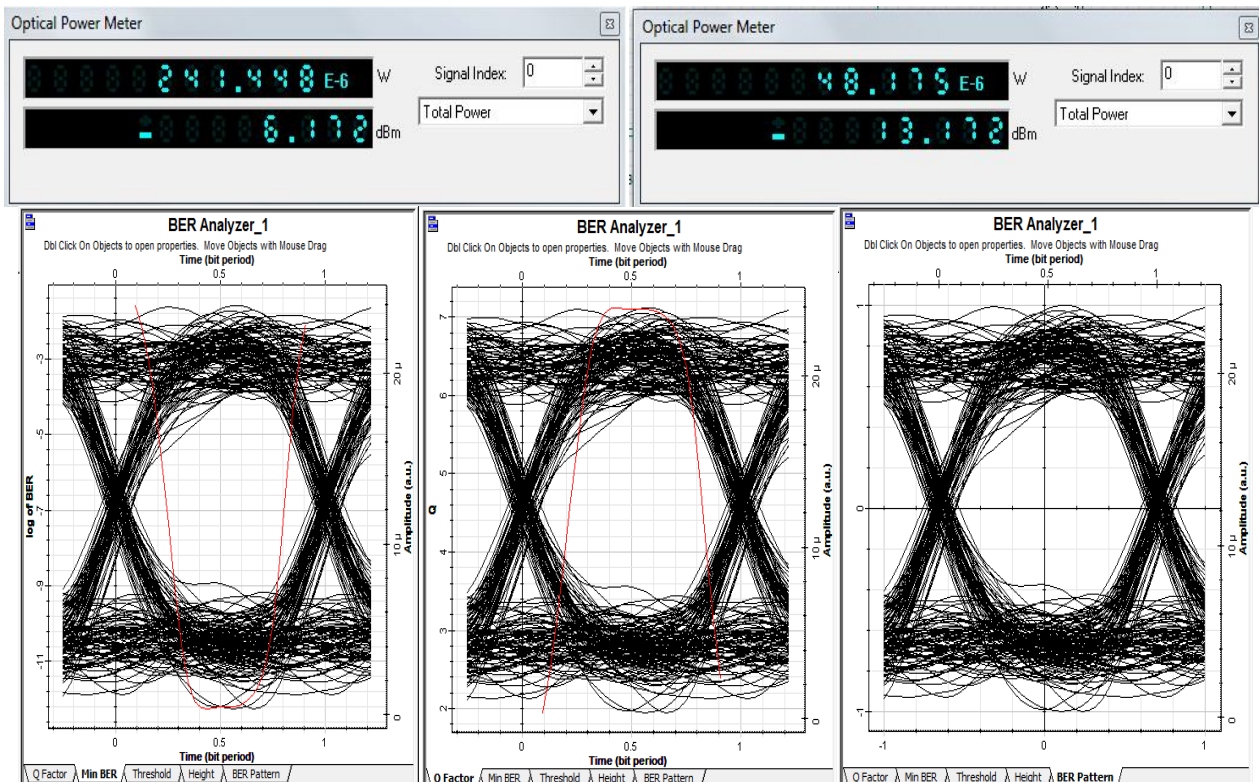 Optical Power Meter
241.448 E-6 W
Signal Index: 0
- 6.172 dBm
Total Power
Optical Power Meter
48.175 E-6 W
Signal Index: 0
- 13.172 dBm
Total Power
BER Analyzer_1
Dbl Click On Objects to open properties. Move Objects with Mouse Drag
Time (bit period)
0 0.5 1
log of BER
-3
-5
-7
-9
-11
Amplitude (a.u.)
20 µ
10 µ
0
0 0.5 1
Time (bit period)
Q Factor Min BER Threshold Height BER Pattern
BER Analyzer_1
Dbl Click On Objects to open properties. Move Objects with Mouse Drag
Time (bit period)
0 0.5 1
Q
7
6
5
4
3
2
Amplitude (a.u.)
20 µ
10 µ
0
0 0.5 1
Time (bit period)
Q Factor Min BER Threshold Height BER Pattern
BER Analyzer_1
Dbl Click On Objects to open properties. Move Objects with Mouse Drag
Time (bit period)
0 0.5 1
1
0
-1
Amplitude (a.u.)
20 µ
10 µ
0
-1 0 1
Q Factor Min BER Threshold Height BER Pattern